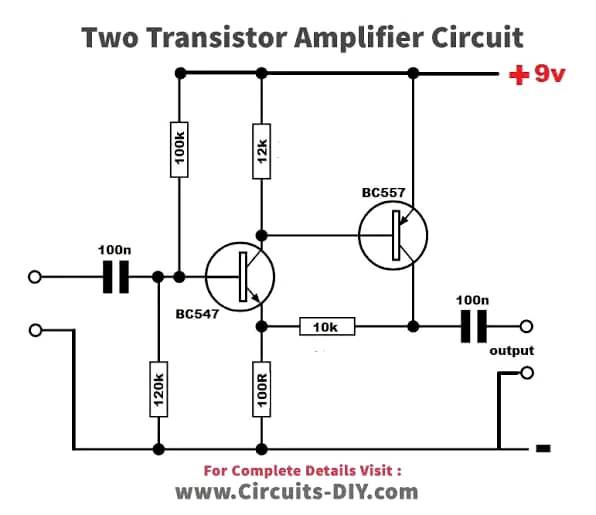 Two Transistor Amplifier Circuit
+ 9v
100k
12k
BC557
100n
BC547
100n
10k
output
120k
100R
-
For Complete Details Visit :
www.Circuits-DIY.com